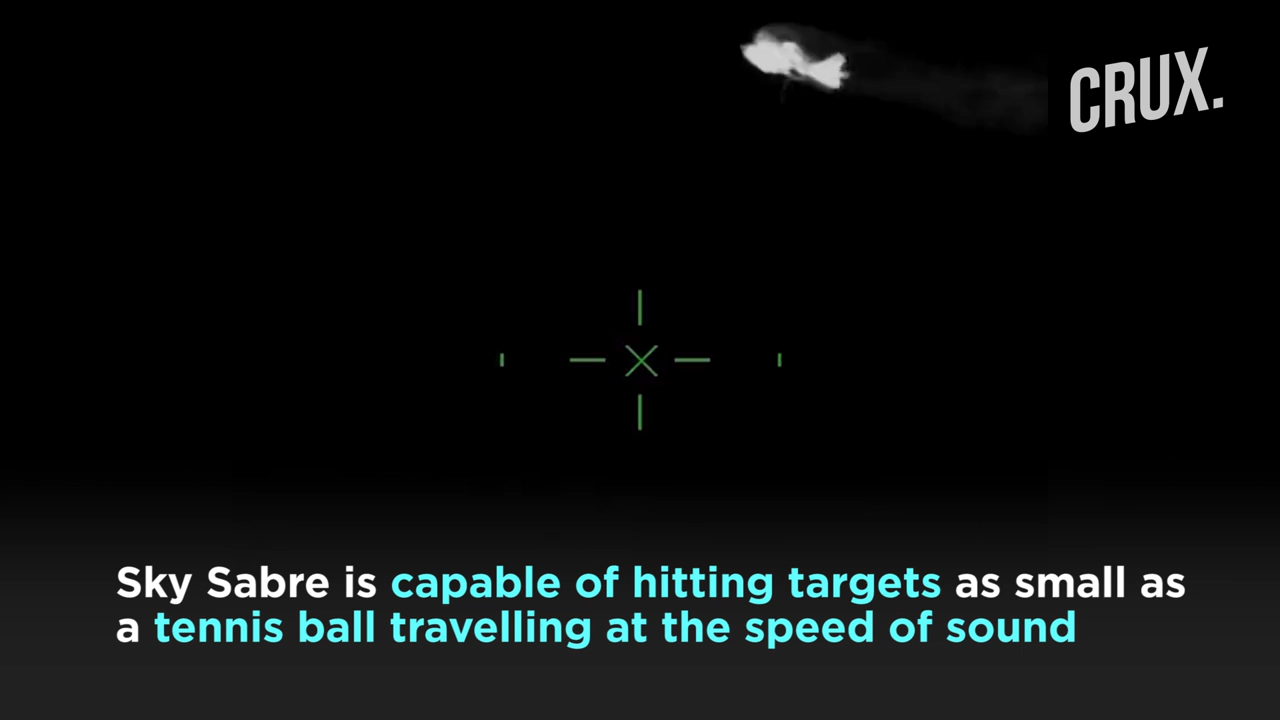 CRUX.
Sky Sabre is capable of hitting targets as small as
a tennis ball travelling at the speed of sound